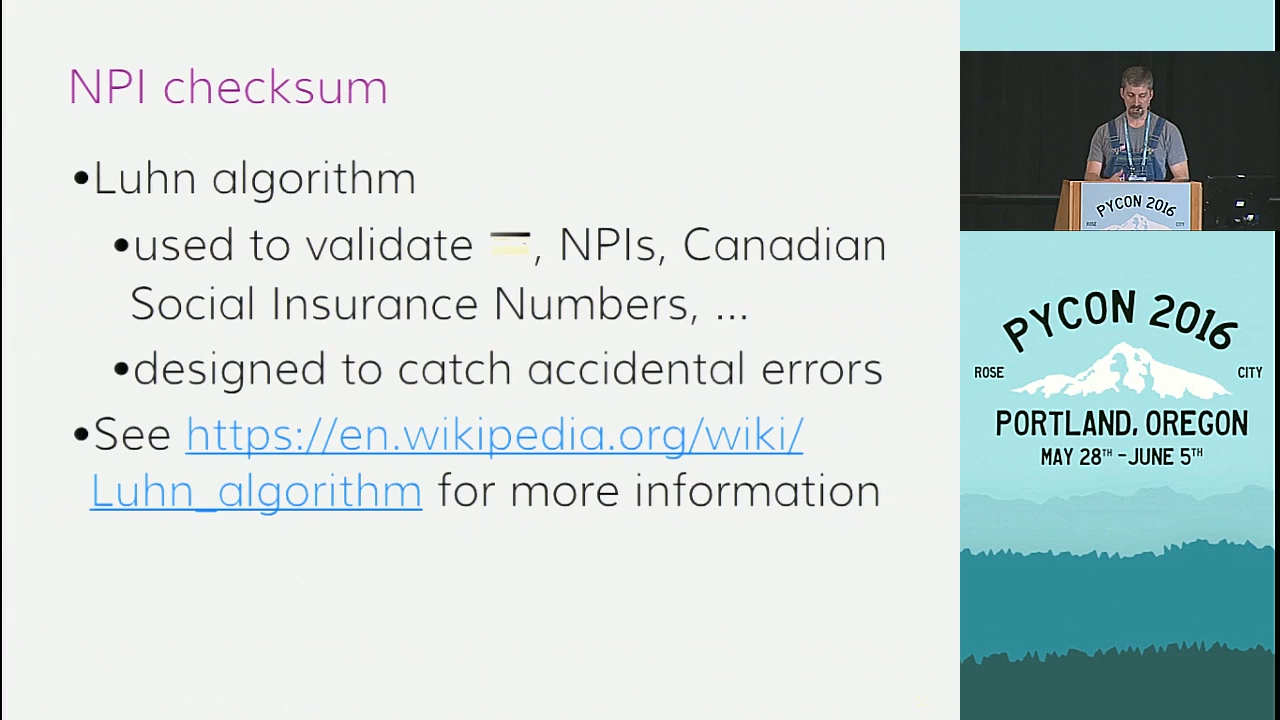 NPI checksum
•Luhn algorithm
•used to validate 💳, NPIs, Canadian
Social Insurance Numbers, ...
•designed to catch accidental errors
•See https://en.wikipedia.org/wiki/
Luhn_algorithm for more information
PYCON 2016
ROSE CITY
PYCON 2016
ROSE CITY
PORTLAND, OREGON
MAY 28TH - JUNE 5TH